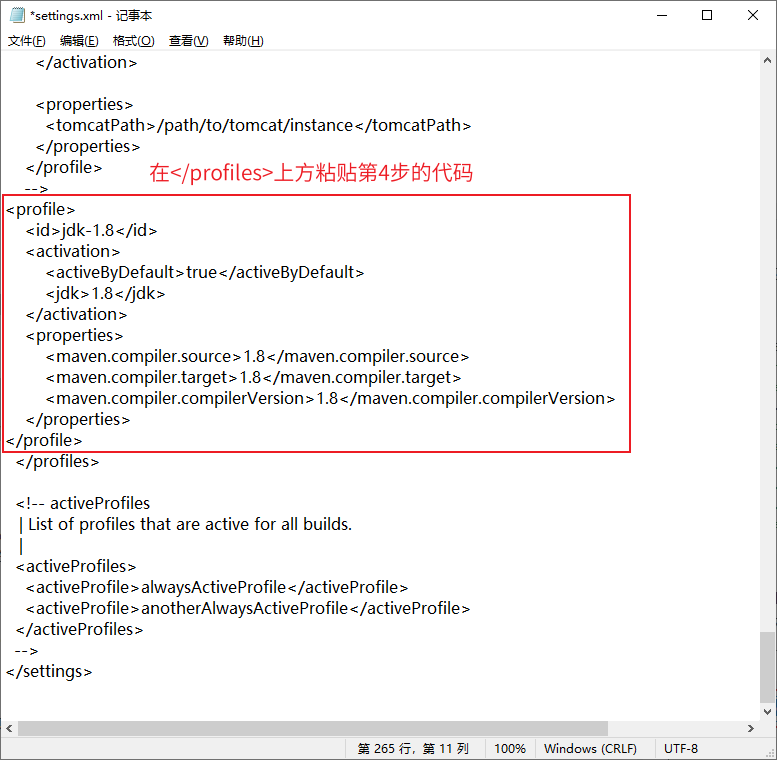 *settings.xml - 记事本
文件(F) 编辑(E) 格式(O) 查看(V) 帮助(H)
</activation>
<properties>
<tomcatPath>/path/to/tomcat/instance</tomcatPath>
</properties>
</profile>
在</profiles>上方粘贴第4步的代码
-->
<profile>
<id>jdk-1.8</id>
<activation>
<activeByDefault>true</activeByDefault>
<jdk>1.8</jdk>
</activation>
<properties>
<maven.compiler.source>1.8</maven.compiler.source>
<maven.compiler.target>1.8</maven.compiler.target>
<maven.compiler.compilerVersion>1.8</maven.compiler.compilerVersion>
</properties>
</profile>
</profiles>
<!-- activeProfiles
| List of profiles that are active for all builds.
|
<activeProfiles>
<activeProfile>alwaysActiveProfile</activeProfile>
<activeProfile>anotherAlwaysActiveProfile</activeProfile>
</activeProfiles>
-->
</settings>
第 265 行，第 11 列 100% Windows (CRLF) UTF-8